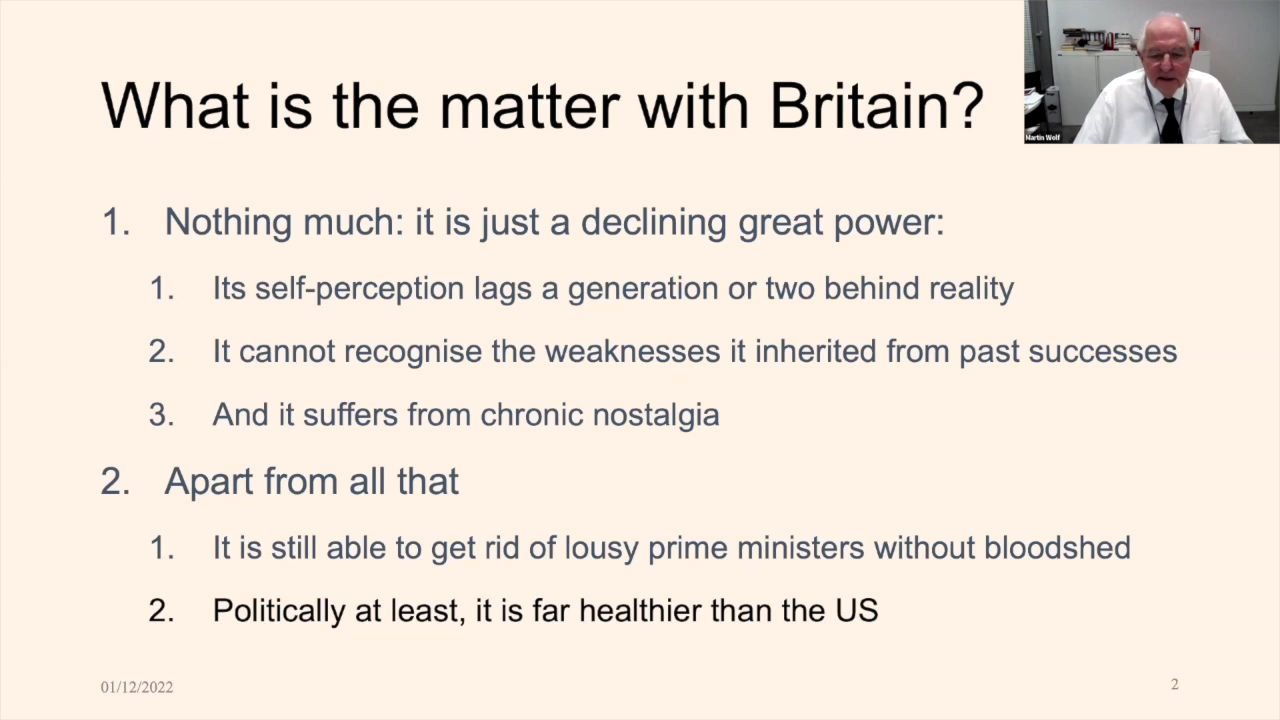 What is the matter with Britain?
Martin Wolf
1. Nothing much: it is just a declining great power:
1. Its self-perception lags a generation or two behind reality
2. It cannot recognise the weaknesses it inherited from past successes
3. And it suffers from chronic nostalgia
2. Apart from all that
1. It is still able to get rid of lousy prime ministers without bloodshed
2. Politically at least, it is far healthier than the US
01/12/2022
2